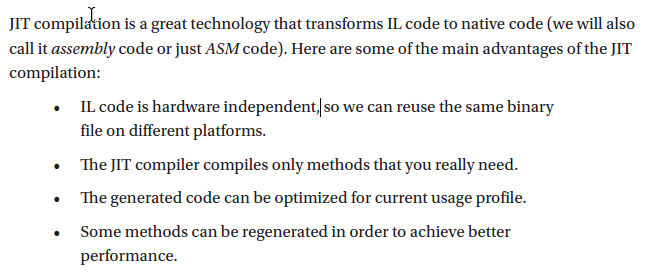 JIT compilation is a great technology that transforms IL code to native code (we will also
call it assembly code or just ASM code). Here are some of the main advantages of the JIT
compilation:
• IL code is hardware independent, so we can reuse the same binary
file on different platforms.
• The JIT compiler compiles only methods that you really need.
• The generated code can be optimized for current usage profile.
• Some methods can be regenerated in order to achieve better
performance.